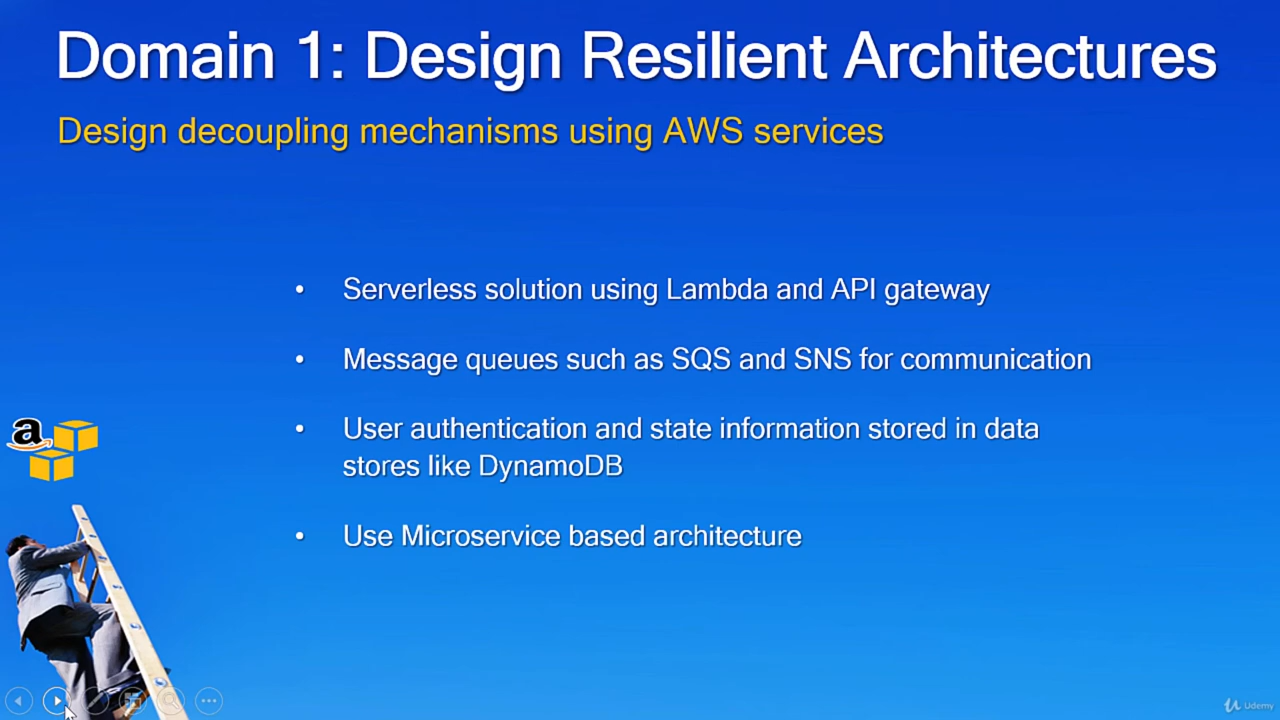 Domain 1: Design Resilient Architectures
Design decoupling mechanisms using AWS services
• Serverless solution using Lambda and API gateway
• Message queues such as SQS and SNS for communication
• User authentication and state information stored in data
stores like DynamoDB
• Use Microservice based architecture
a
Udemy